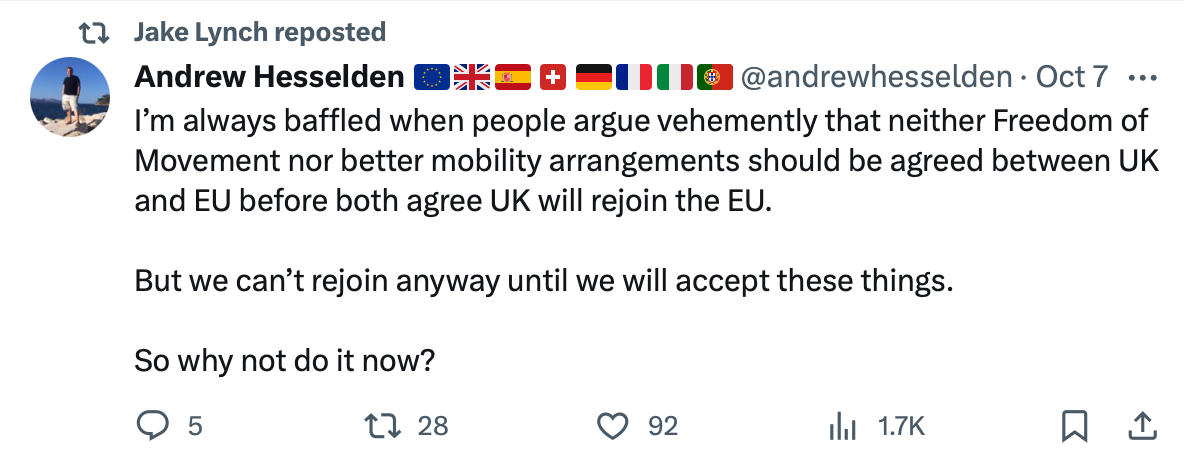 Jake Lynch reposted
Andrew Hesselden 🇪🇺🇬🇧🇪🇸🇨🇭🇩🇪🇫🇷🇮🇹🇵🇹 @andrewhesselden · Oct 7 ···
I’m always baffled when people argue vehemently that neither Freedom of
Movement nor better mobility arrangements should be agreed between UK
and EU before both agree UK will rejoin the EU.
But we can’t rejoin anyway until we will accept these things.
So why not do it now?
5 28 92 1.7K